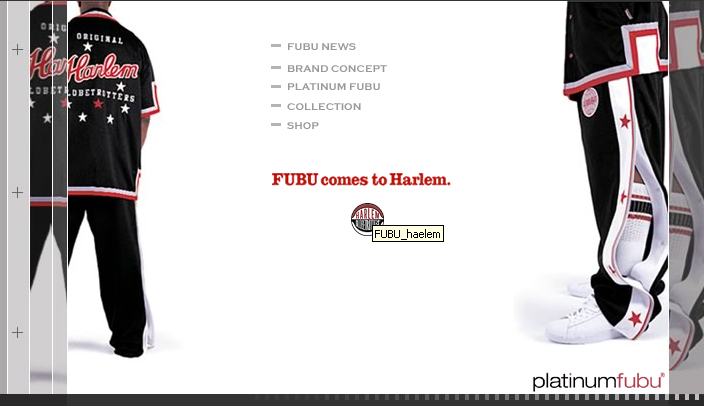 ORIGINAL
Harlem
GLOBETROTTERS
FUBU NEWS
BRAND CONCEPT
PLATINUM FUBU
COLLECTION
SHOP
FUBU comes to Harlem.
HARLEM
FUBU_haelem
platinumfubu®